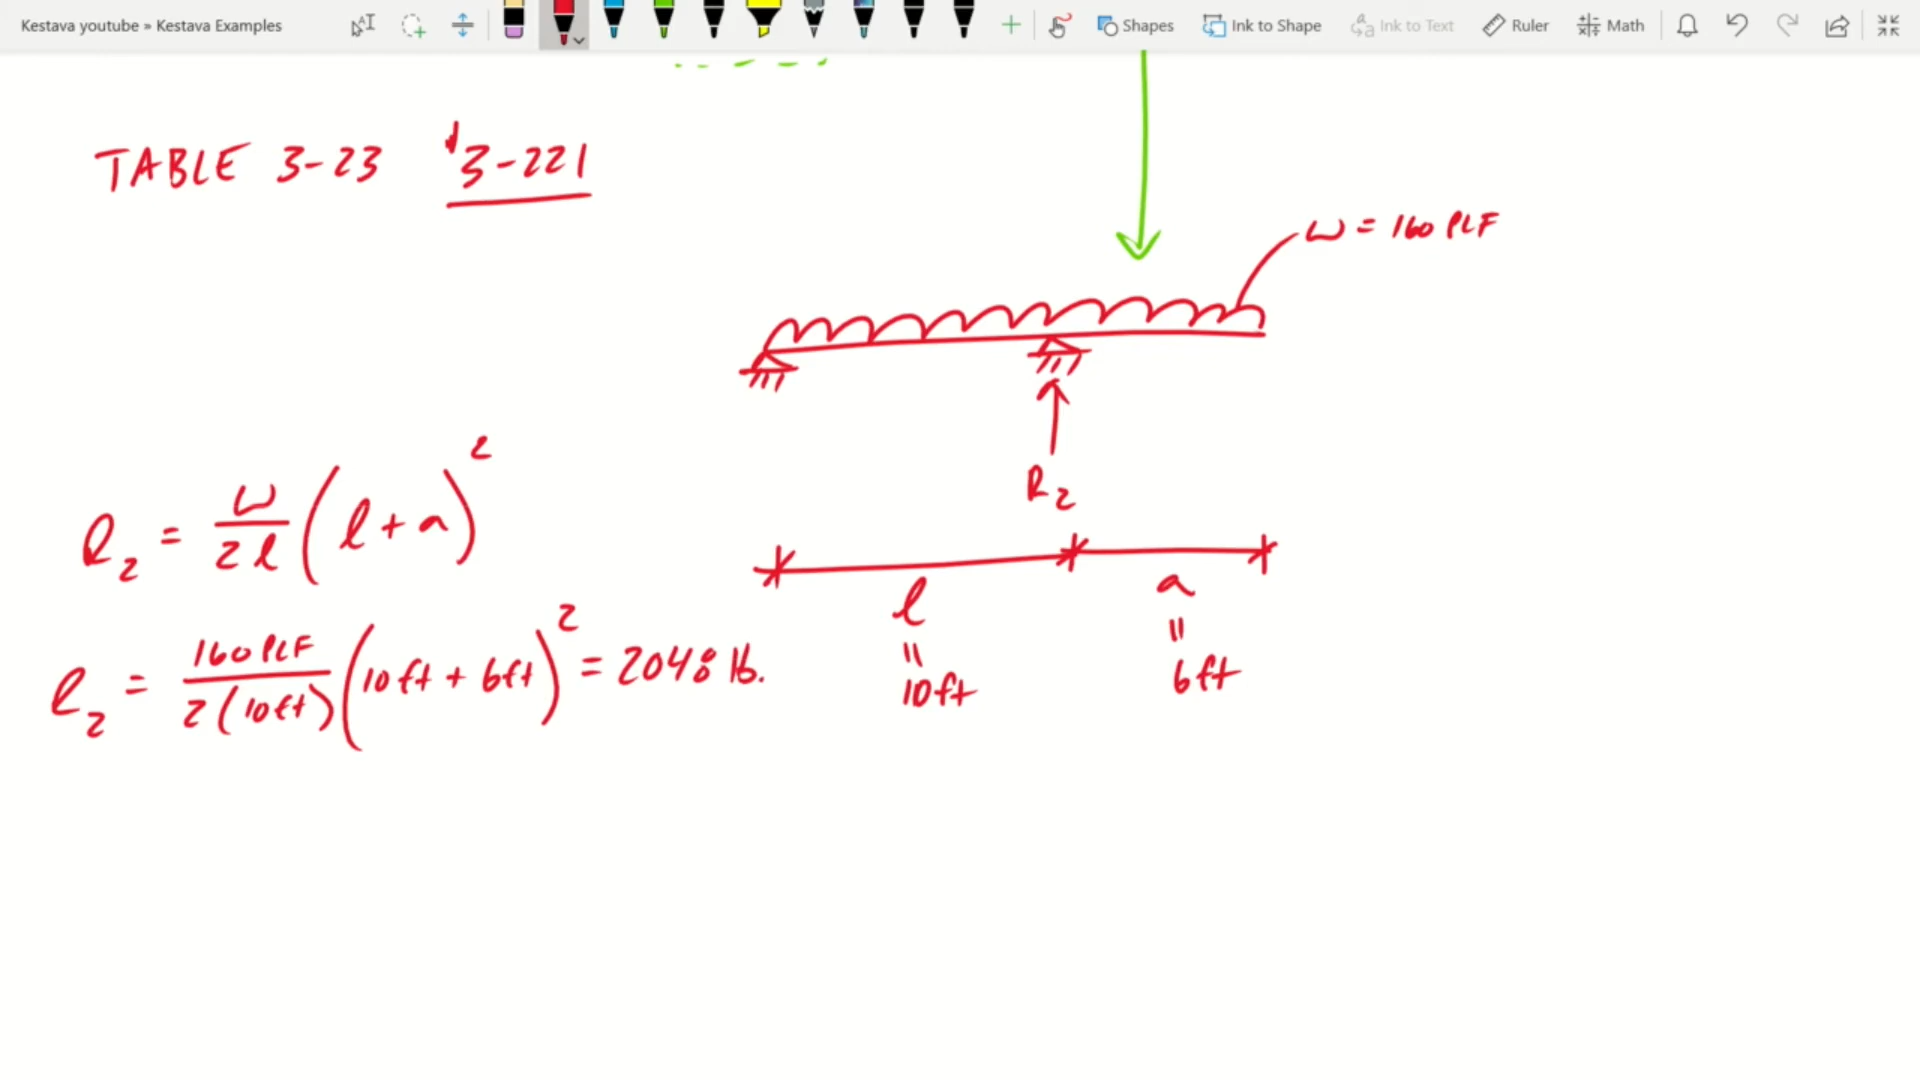 Kestava youtube » Kestava Examples
Shapes
Ink to Shape
Ink to Text
Ruler
Math
TABLE 3-23 3-221
ω = 160 PLF
R2
R2 = ω/2l (l + a)^2
l = 10ft
a = 6ft
R2 = 160 PLF/2(10ft) (10ft + 6ft)^2 = 2048 lb.